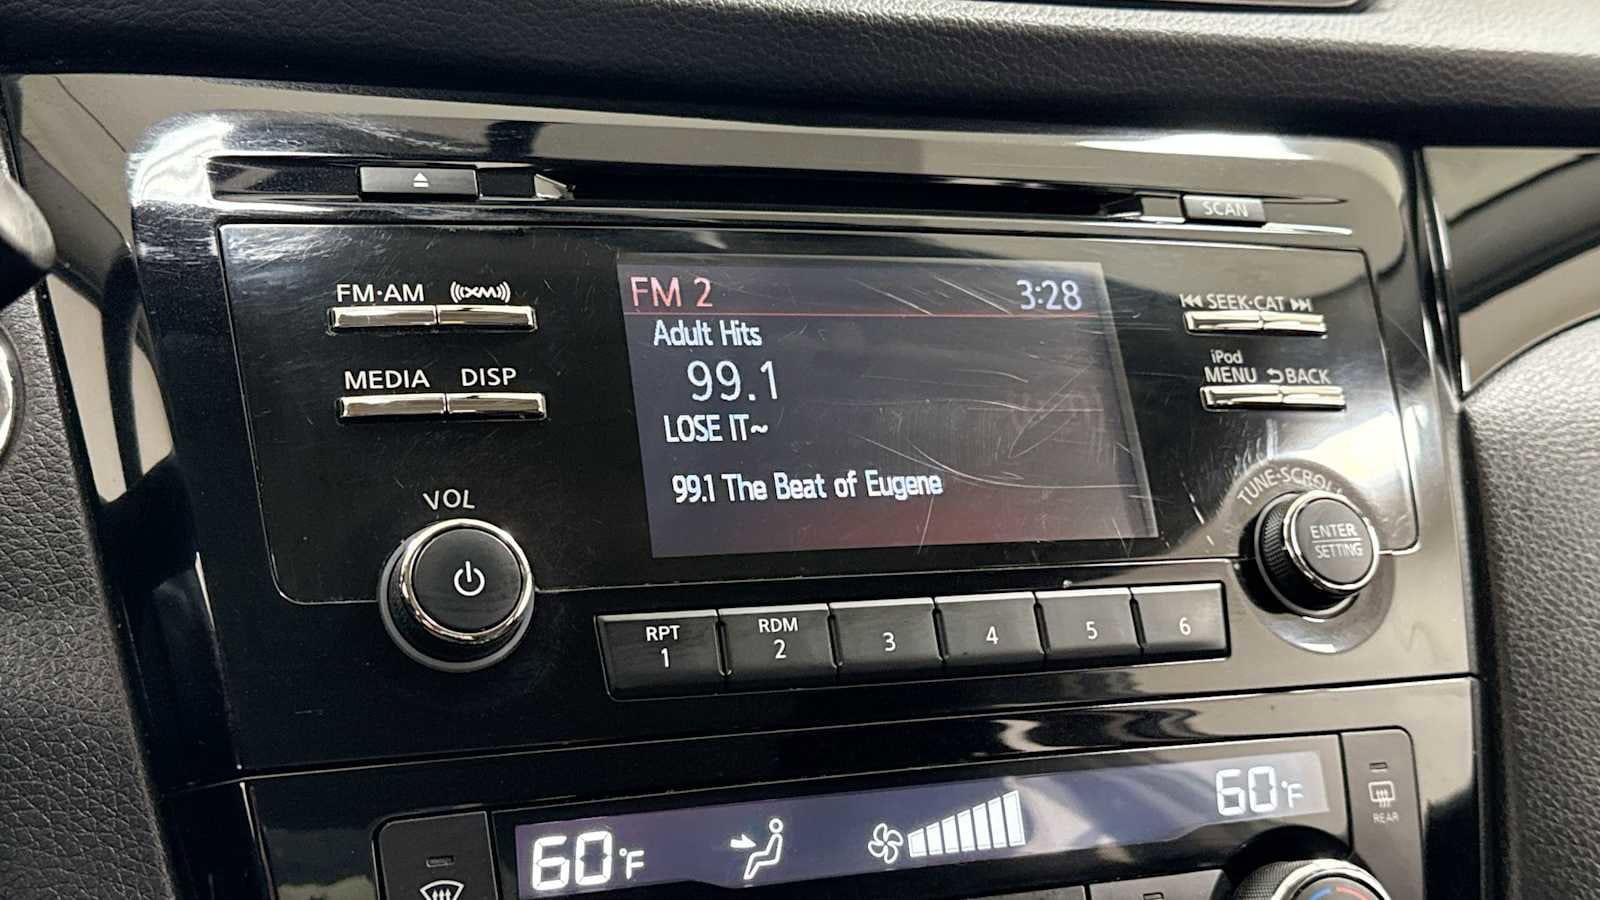 SCAN
FM·AM
((XM))
MEDIA DISP
VOL
FM 2 3:28
Adult Hits
99.1
LOSE IT~
99.1 The Beat of Eugene
SEEK·CAT
iPod
MENU BACK
TUNE·SCROLL
ENTER
SETTING
RPT
1
RDM
2
3
4
5
6
60°F
60°F
REAR